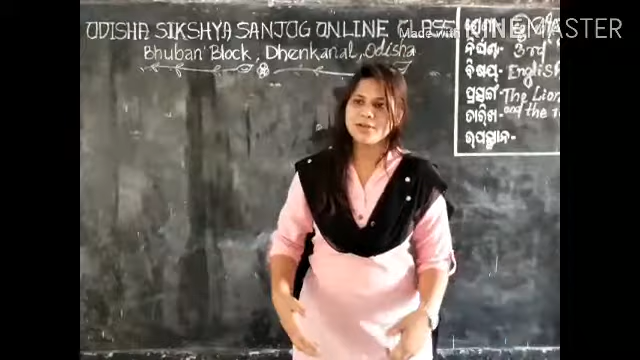 ODISHA SIKSHYA SANJOG ONLINE CLASS
Bhuban Block, Dhenkanal, Odisha
Made with
KINEMASTER
ବିଷୟ- English
ପ୍ରସଙ୍ଗ The Lion
and the
ତାରିଖ-
ଉପସ୍ଥାନ-